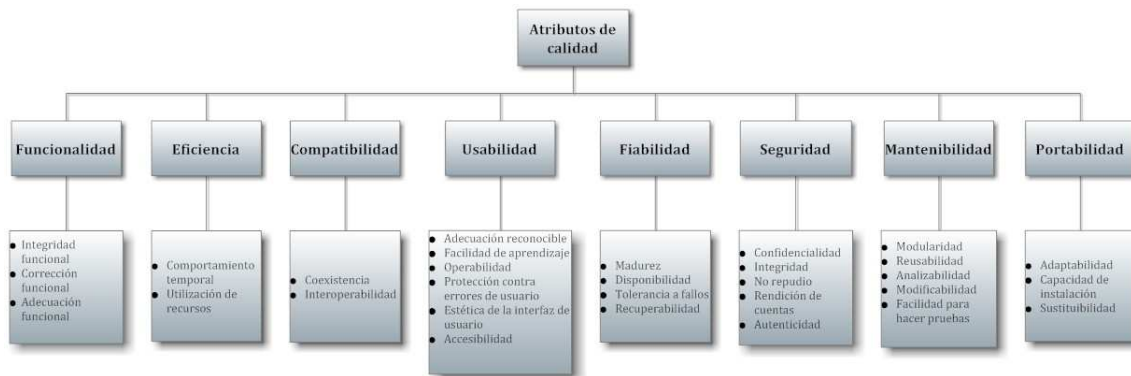 Atributos de
calidad
Funcionalidad
Eficiencia
Compatibilidad
Usabilidad
Fiabilidad
Seguridad
Mantenibilidad
Portabilidad
Integridad
funcional
Corrección
funcional
Adecuación
funcional
Comportamiento
temporal
Utilización de
recursos
Coexistencia
Interoperabilidad
Adecuación reconocible
Facilidad de aprendizaje
Operabilidad
Protección contra
errores de usuario
Estética de la interfaz de
usuario
Accesibilidad
Madurez
Disponibilidad
Tolerancia a fallos
Recuperabilidad
Confidencialidad
Integridad
No repudio
Rendición de
cuentas
Autenticidad
Modularidad
Reusabilidad
Analizabilidad
Modificabilidad
Facilidad para
hacer pruebas
Adaptabilidad
Capacidad de
instalación
Sustituibilidad